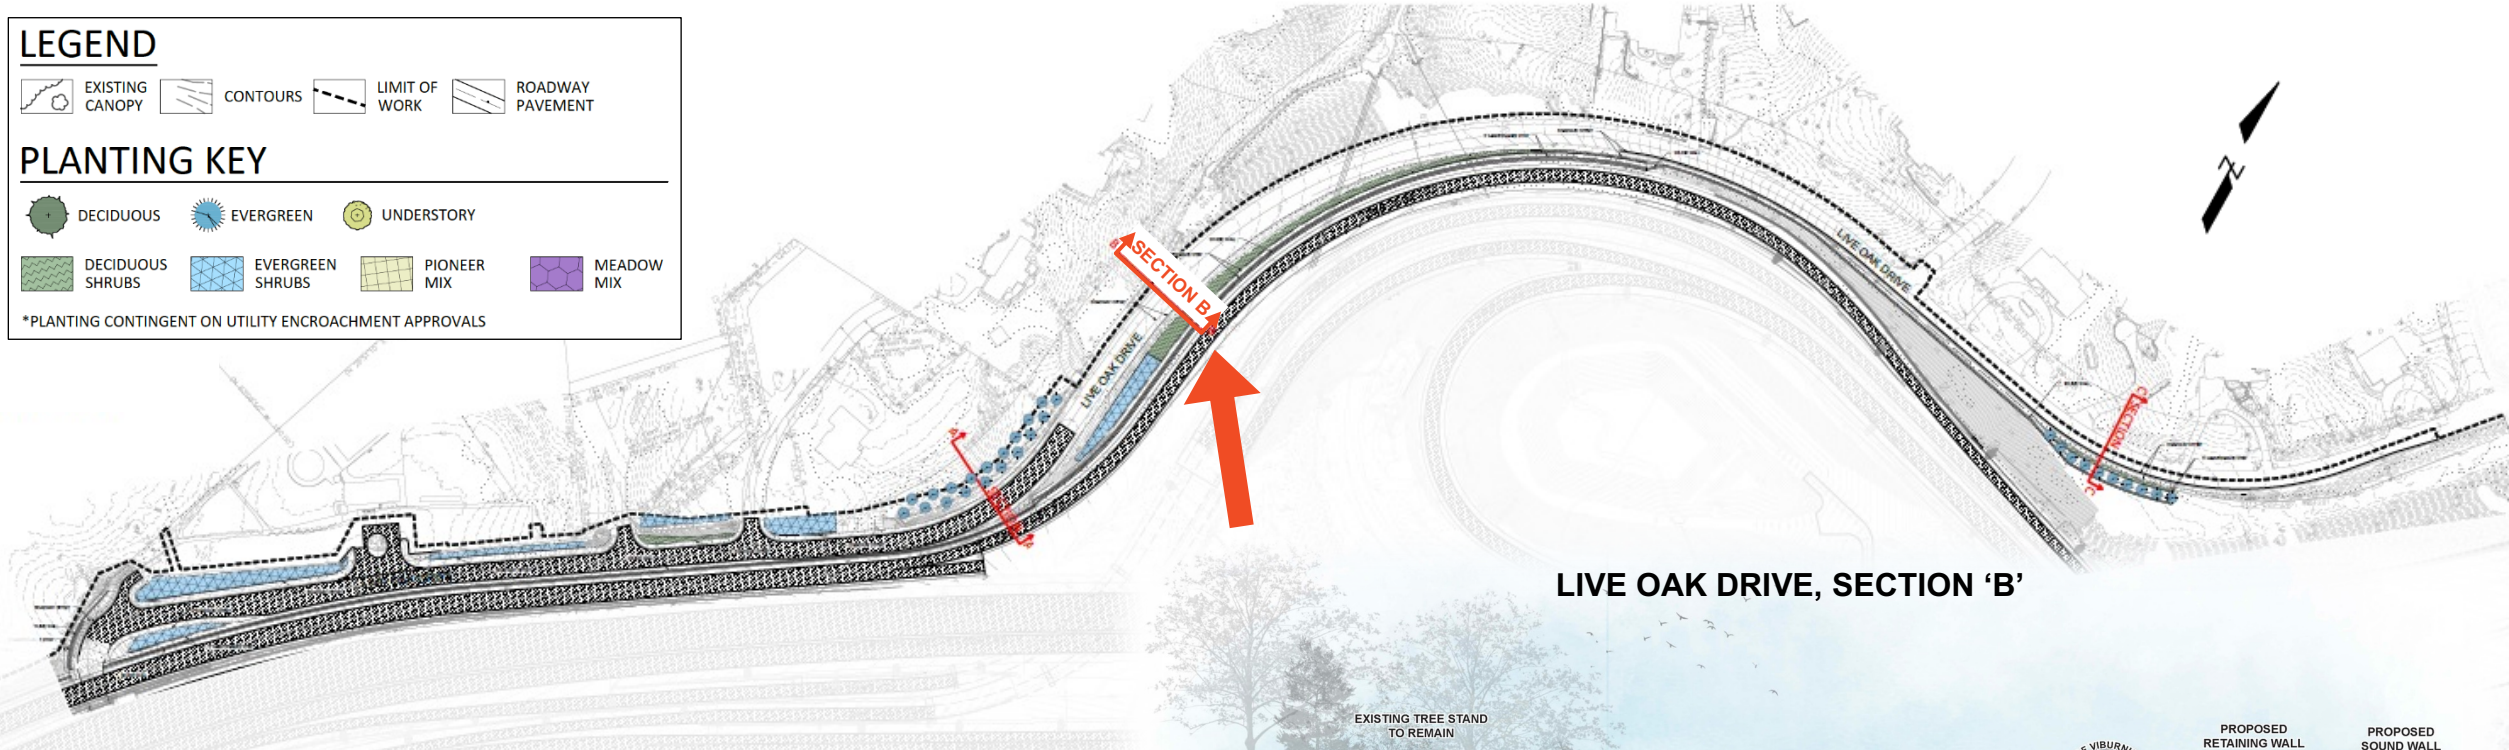 LEGEND
EXISTING
CANOPY
CONTOURS
LIMIT OF
WORK
ROADWAY
PAVEMENT
PLANTING KEY
DECIDUOUS
EVERGREEN
UNDERSTORY
DECIDUOUS
SHRUBS
EVERGREEN
SHRUBS
PIONEER
MIX
MEADOW
MIX
*PLANTING CONTINGENT ON UTILITY ENCROACHMENT APPROVALS
N
B
SECTION B
LIVE OAK DRIVE
LIVE OAK DRIVE
A
A
C
SECTION
C
LIVE OAK DRIVE, SECTION ‘B’
EXISTING TREE STAND
TO REMAIN
PROPOSED
RETAINING WALL
PROPOSED
SOUND WALL